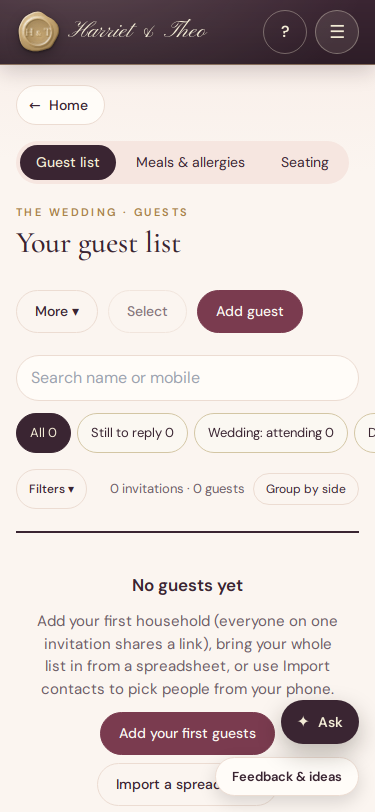 H & T
Harriet & Theo
?
☰
← Home
Guest list
Meals & allergies
Seating
THE WEDDING · GUESTS
Your guest list
More ▾
Select
Add guest
Search name or mobile
All 0
Still to reply 0
Wedding: attending 0
D
Filters ▾
0 invitations · 0 guests
Group by side
No guests yet
Add your first household (everyone on one
invitation shares a link), bring your whole
list in from a spreadsheet, or use Import
contacts to pick people from your phone.
✦ Ask
Add your first guests
Feedback & ideas
Import a spread